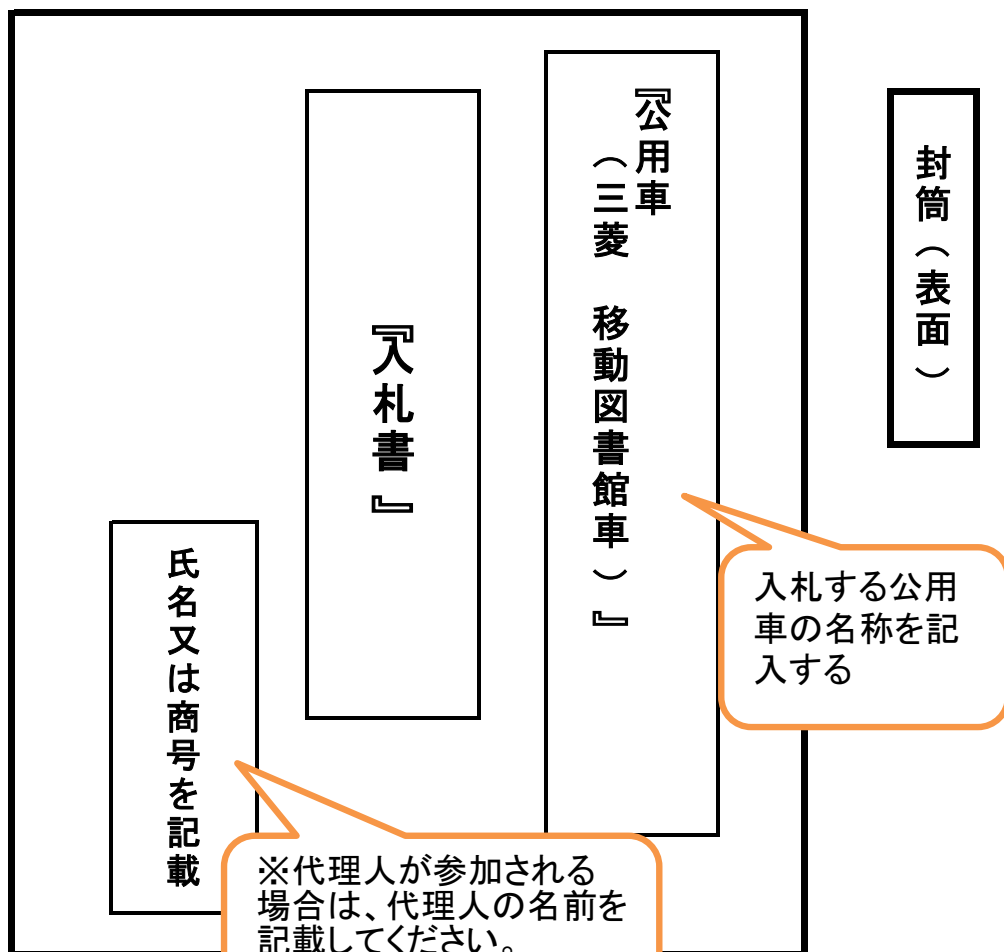 封筒（表面）
『公用車
（三菱　移動図書館車）』
『入札書』
氏名又は商号を記載
入札する公用
車の名称を記
入する
※代理人が参加される
場合は、代理人の名前を
記載してください。